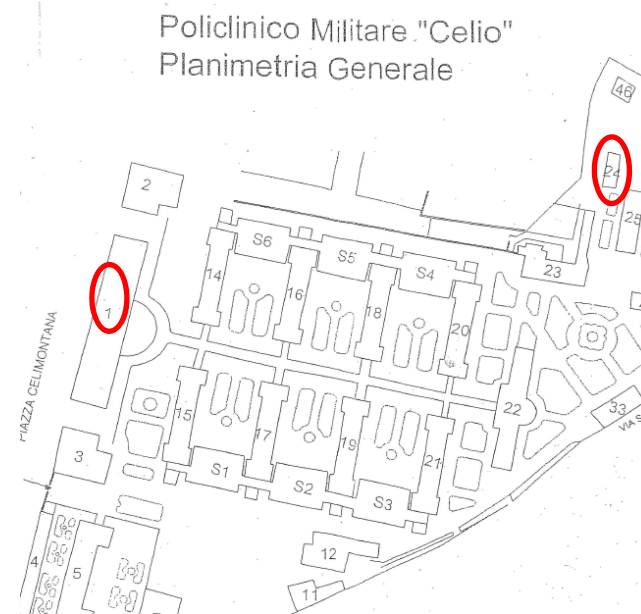 Policlinico Militare "Celio"
Planimetria Generale
46
24
2
25
S6
S5
S4
23
14
16
18
20
1
PIAZZA CELIMONTANA
22
33
VIA S
15
17
19
21
3
S1
S2
S3
12
4
5
11